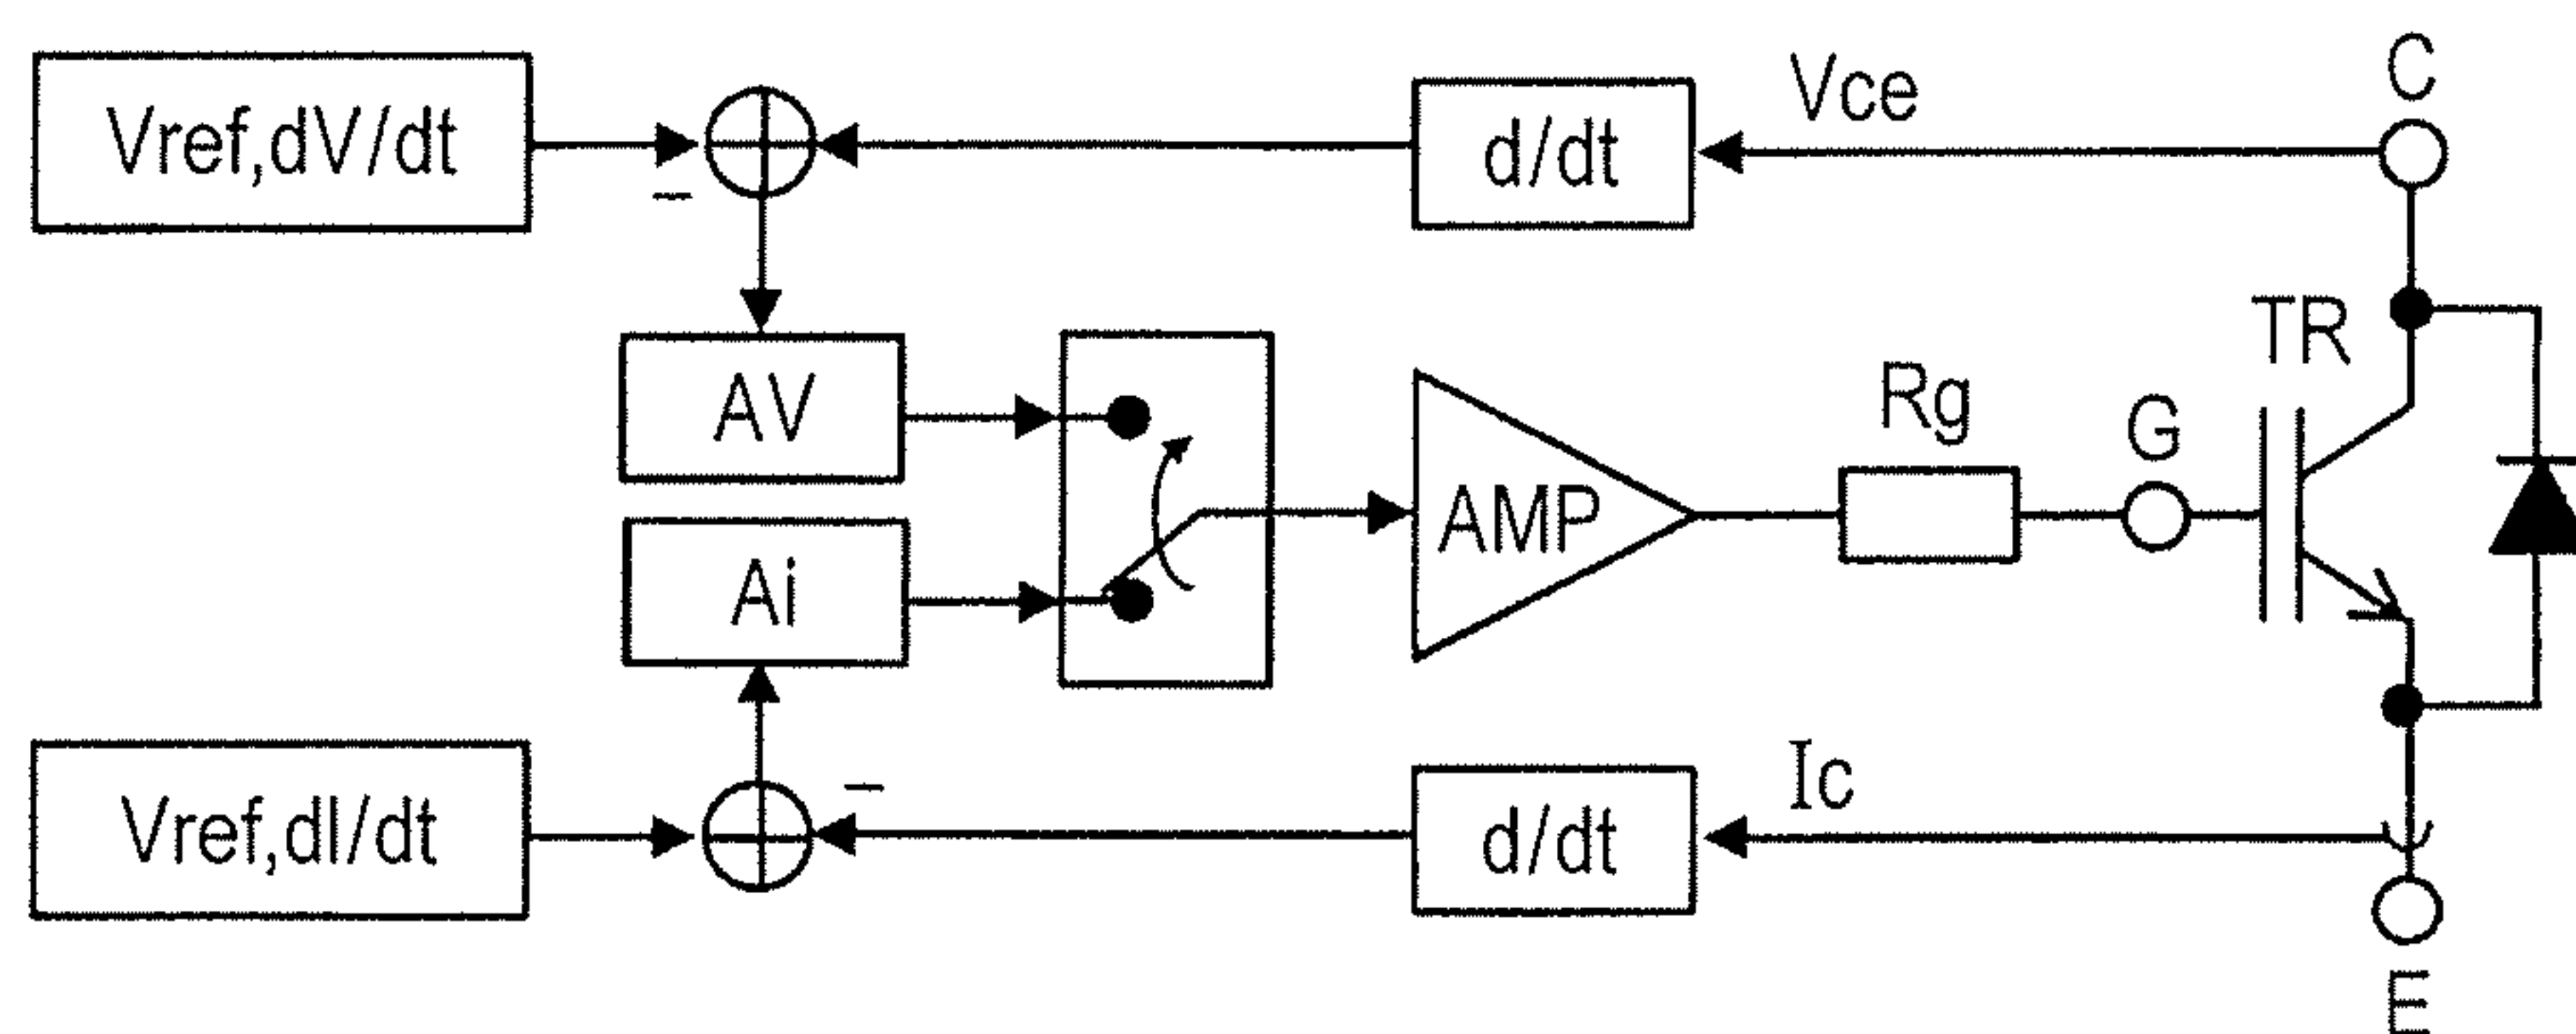 C
Vce
Vref,dV/dt
d/dt
−
TR
Rg
G
AV
AMP
Ai
Ic
−
Vref,dI/dt
d/dt
E